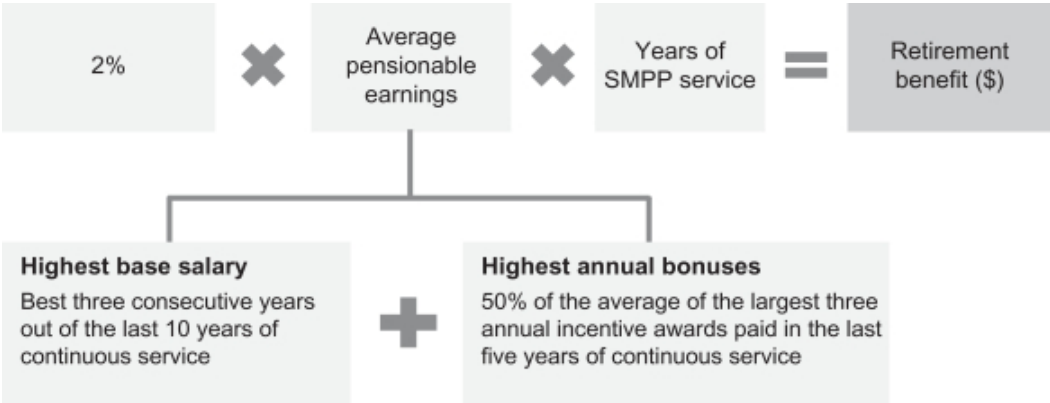 2%
Average
pensionable
earnings
Years of
SMPP service
Retirement
benefit ($)
Highest base salary
Best three consecutive years
out of the last 10 years of
continuous service
Highest annual bonuses
50% of the average of the largest three
annual incentive awards paid in the last
five years of continuous service